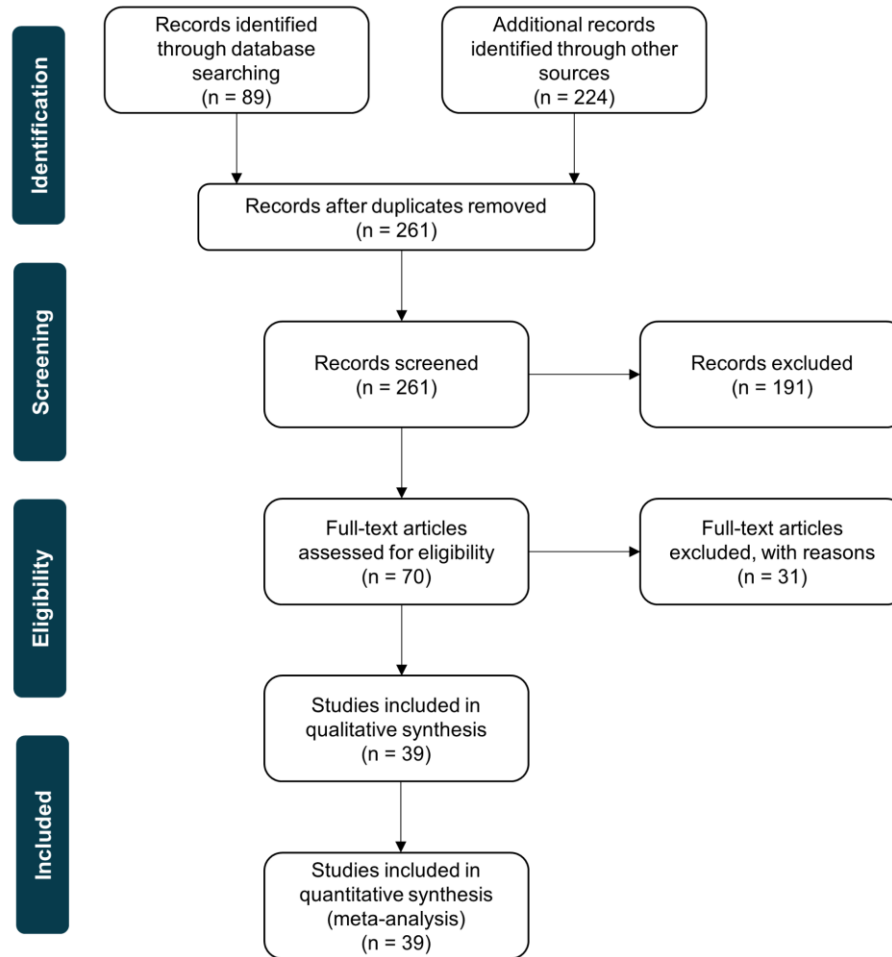 Identification
Records identified
through database
searching
(n = 89)
Additional records
identified through other
sources
(n = 224)
Records after duplicates removed
(n = 261)
Screening
Records screened
(n = 261)
Records excluded
(n = 191)
Eligibility
Full-text articles
assessed for eligibility
(n = 70)
Full-text articles
excluded, with reasons
(n = 31)
Studies included in
qualitative synthesis
(n = 39)
Included
Studies included in
quantitative synthesis
(meta-analysis)
(n = 39)